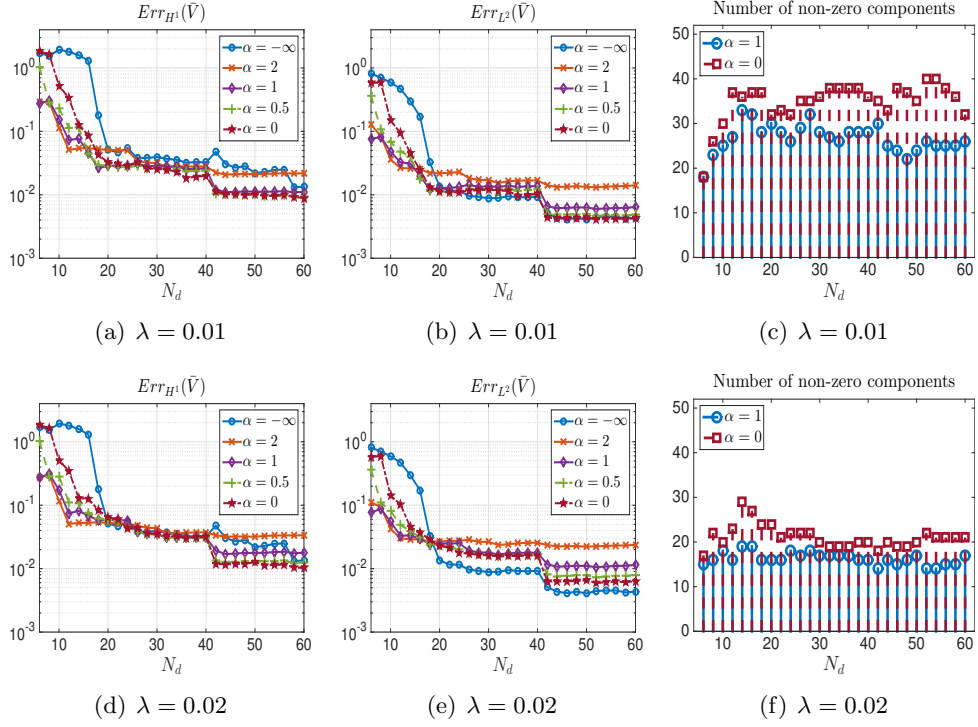 Err_{H^1}(V̄)
Err_{L^2}(V̄)
Number of non-zero components
10^0
10^{-1}
10^{-2}
10^{-3}
α = −∞
α = 2
α = 1
α = 0.5
α = 0
10 20 30 40 50 60
N_d
10^0
10^{-1}
10^{-2}
10^{-3}
α = −∞
α = 2
α = 1
α = 0.5
α = 0
10 20 30 40 50 60
N_d
50
40
30
20
10
0
α = 1
α = 0
10 20 30 40 50 60
N_d
(a) λ = 0.01
(b) λ = 0.01
(c) λ = 0.01
Err_{H^1}(V̄)
Err_{L^2}(V̄)
Number of non-zero components
10^0
10^{-1}
10^{-2}
10^{-3}
α = −∞
α = 2
α = 1
α = 0.5
α = 0
10 20 30 40 50 60
N_d
10^0
10^{-1}
10^{-2}
10^{-3}
α = −∞
α = 2
α = 1
α = 0.5
α = 0
10 20 30 40 50 60
N_d
50
40
30
20
10
0
α = 1
α = 0
10 20 30 40 50 60
N_d
(d) λ = 0.02
(e) λ = 0.02
(f) λ = 0.02